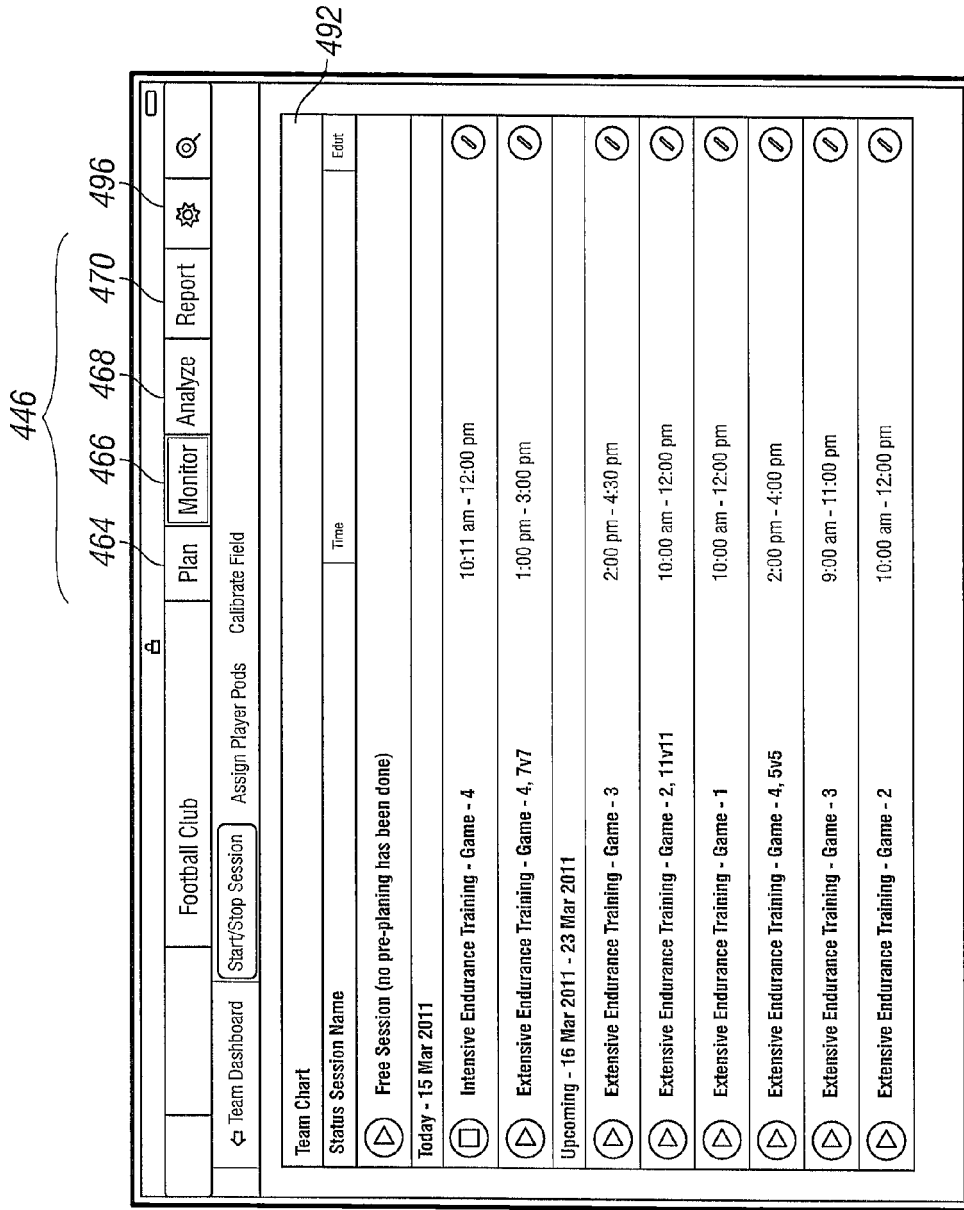 446
464 466 468 470 496
Football Club Plan Monitor Analyze Report
Team Dashboard Start/Stop Session Assign Player Pods Calibrate Field
492
Team Chart
Status Session Name Time Edut
Free Session (no pre-planing has been done)
Today - 15 Mar 2011
Intensive Endurance Training - Game - 4 10:11 am - 12:00 pm
Extensive Endurance Training - Game - 4, 7v7 1:00 pm - 3:00 pm
Upcoming - 16 Mar 2011 - 23 Mar 2011
Extensive Endurance Training - Game - 3 2:00 pm - 4:30 pm
Extensive Endurance Training - Game - 2, 11v11 10:00 am - 12:00 pm
Extensive Endurance Training - Game - 1 10:00 am - 12:00 pm
Extensive Endurance Training - Game - 4, 5v5 2:00 pm - 4:00 pm
Extensive Endurance Training - Game - 3 9:00 am - 11:00 pm
Extensive Endurance Training - Game - 2 10:00 am - 12:00 pm